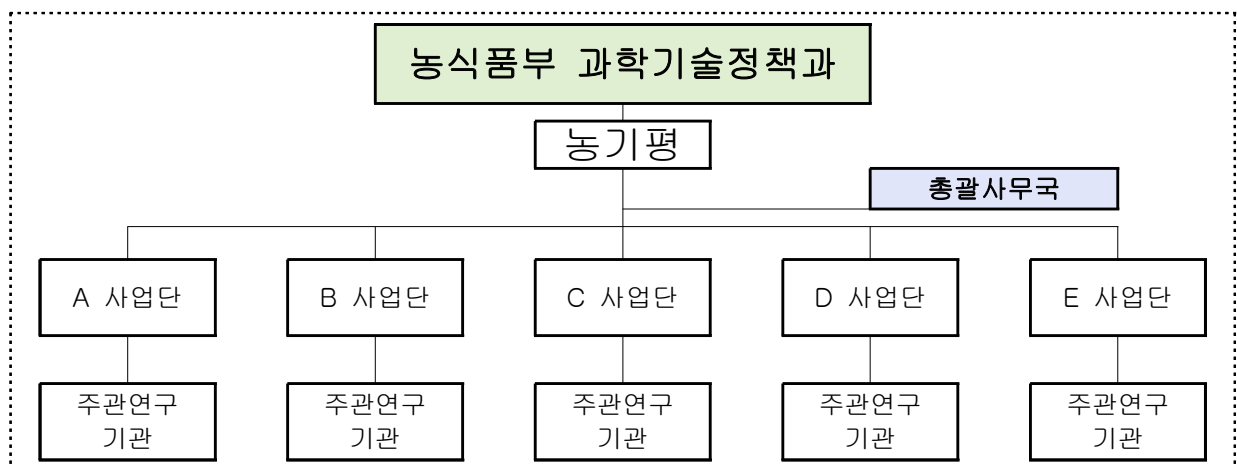 농식품부 과학기술정책과
농기평
총괄사무국
A 사업단
B 사업단
C 사업단
D 사업단
E 사업단
주관연구
기관
주관연구
기관
주관연구
기관
주관연구
기관
주관연구
기관